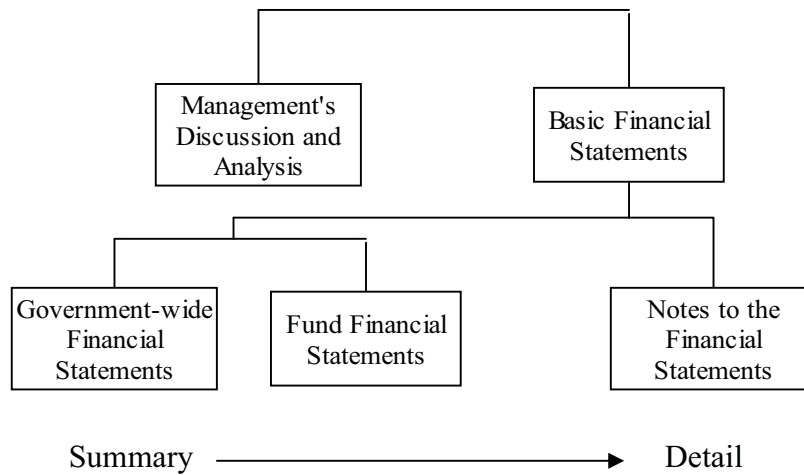 Management's
Discussion and
Analysis
Basic Financial
Statements
Government-wide
Financial
Statements
Fund Financial
Statements
Notes to the
Financial
Statements
Summary
Detail